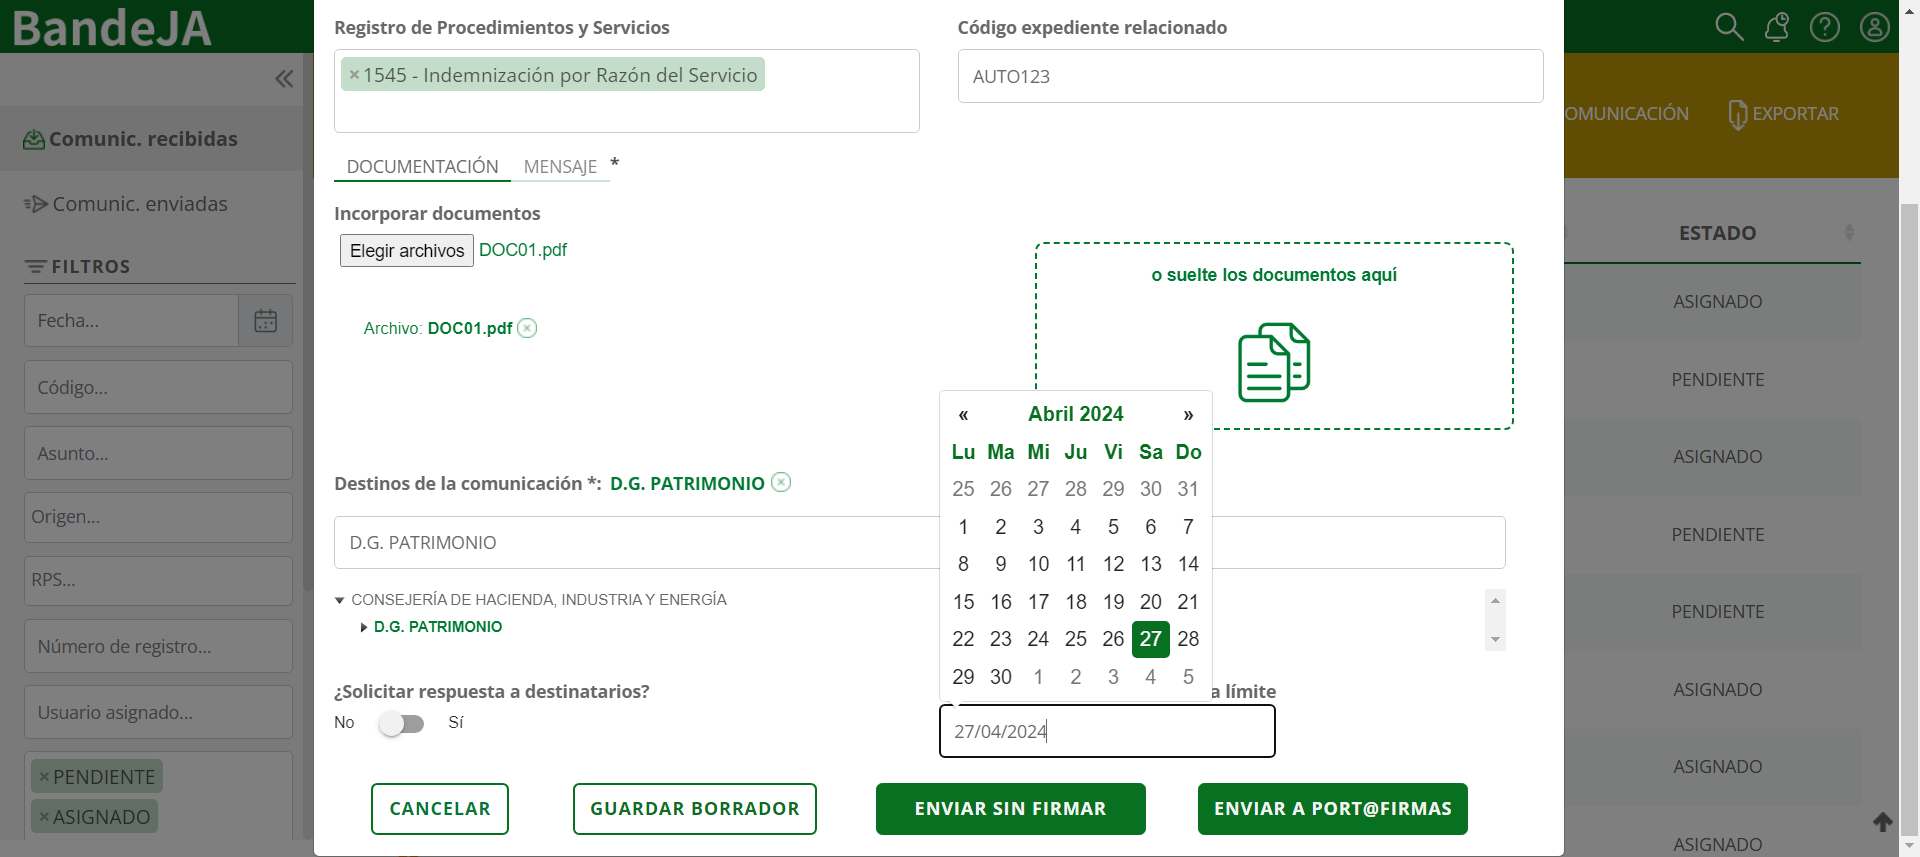 BandeJA
Comunic. recibidas
Comunic. enviadas
FILTROS
Fecha...
Código...
Asunto...
Origen...
RPS...
Número de registro...
Usuario asignado...
×PENDIENTE
×ASIGNADO
Registro de Procedimientos y Servicios
×1545 - Indemnización por Razón del Servicio
Código expediente relacionado
AUTO123
DOCUMENTACIÓN MENSAJE *
Incorporar documentos
Elegir archivos DOC01.pdf
Archivo: DOC01.pdf
o suelte los documentos aquí
Destinos de la comunicación *: D.G. PATRIMONIO
D.G. PATRIMONIO
CONSEJERÍA DE HACIENDA, INDUSTRIA Y ENERGÍA
D.G. PATRIMONIO
« Abril 2024 »
Lu Ma Mi Ju Vi Sa Do
25 26 27 28 29 30 31
1 2 3 4 5 6 7
8 9 10 11 12 13 14
15 16 17 18 19 20 21
22 23 24 25 26 27 28
29 30 1 2 3 4 5
¿Solicitar respuesta a destinatarios?
No Sí
a límite
27/04/2024
CANCELAR
GUARDAR BORRADOR
ENVIAR SIN FIRMAR
ENVIAR A PORT@FIRMAS
OMUNICACIÓN
EXPORTAR
ESTADO
ASIGNADO
PENDIENTE
ASIGNADO
PENDIENTE
PENDIENTE
ASIGNADO
ASIGNADO
ASIGNADO